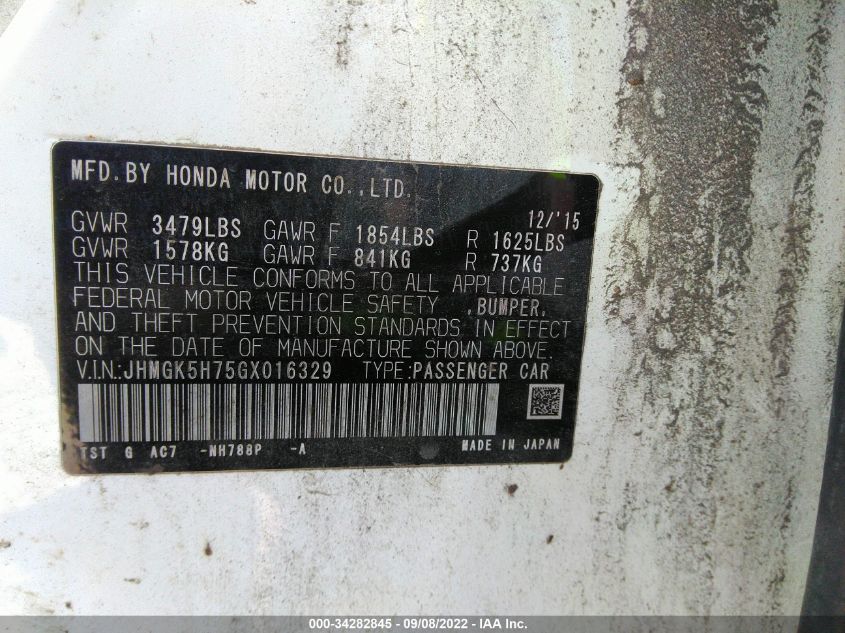 MFD.BY HONDA MOTOR CO.,LTD.
12/'15
GVWR 3479LBS GAWR F 1854LBS R 1625LBS
GVWR 1578KG GAWR F 841KG R 737KG
THIS VEHICLE CONFORMS TO ALL APPLICABLE
FEDERAL MOTOR VEHICLE SAFETY ,BUMPER,
AND THEFT PREVENTION STANDARDS IN EFFECT
ON THE DATE OF MANUFACTURE SHOWN ABOVE.
V.I.N.:JHMGK5H75GX016329 TYPE:PASSENGER CAR
TST G AC7 -NH788P -A MADE IN JAPAN
000-34282845 - 09/08/2022 - IAA Inc.